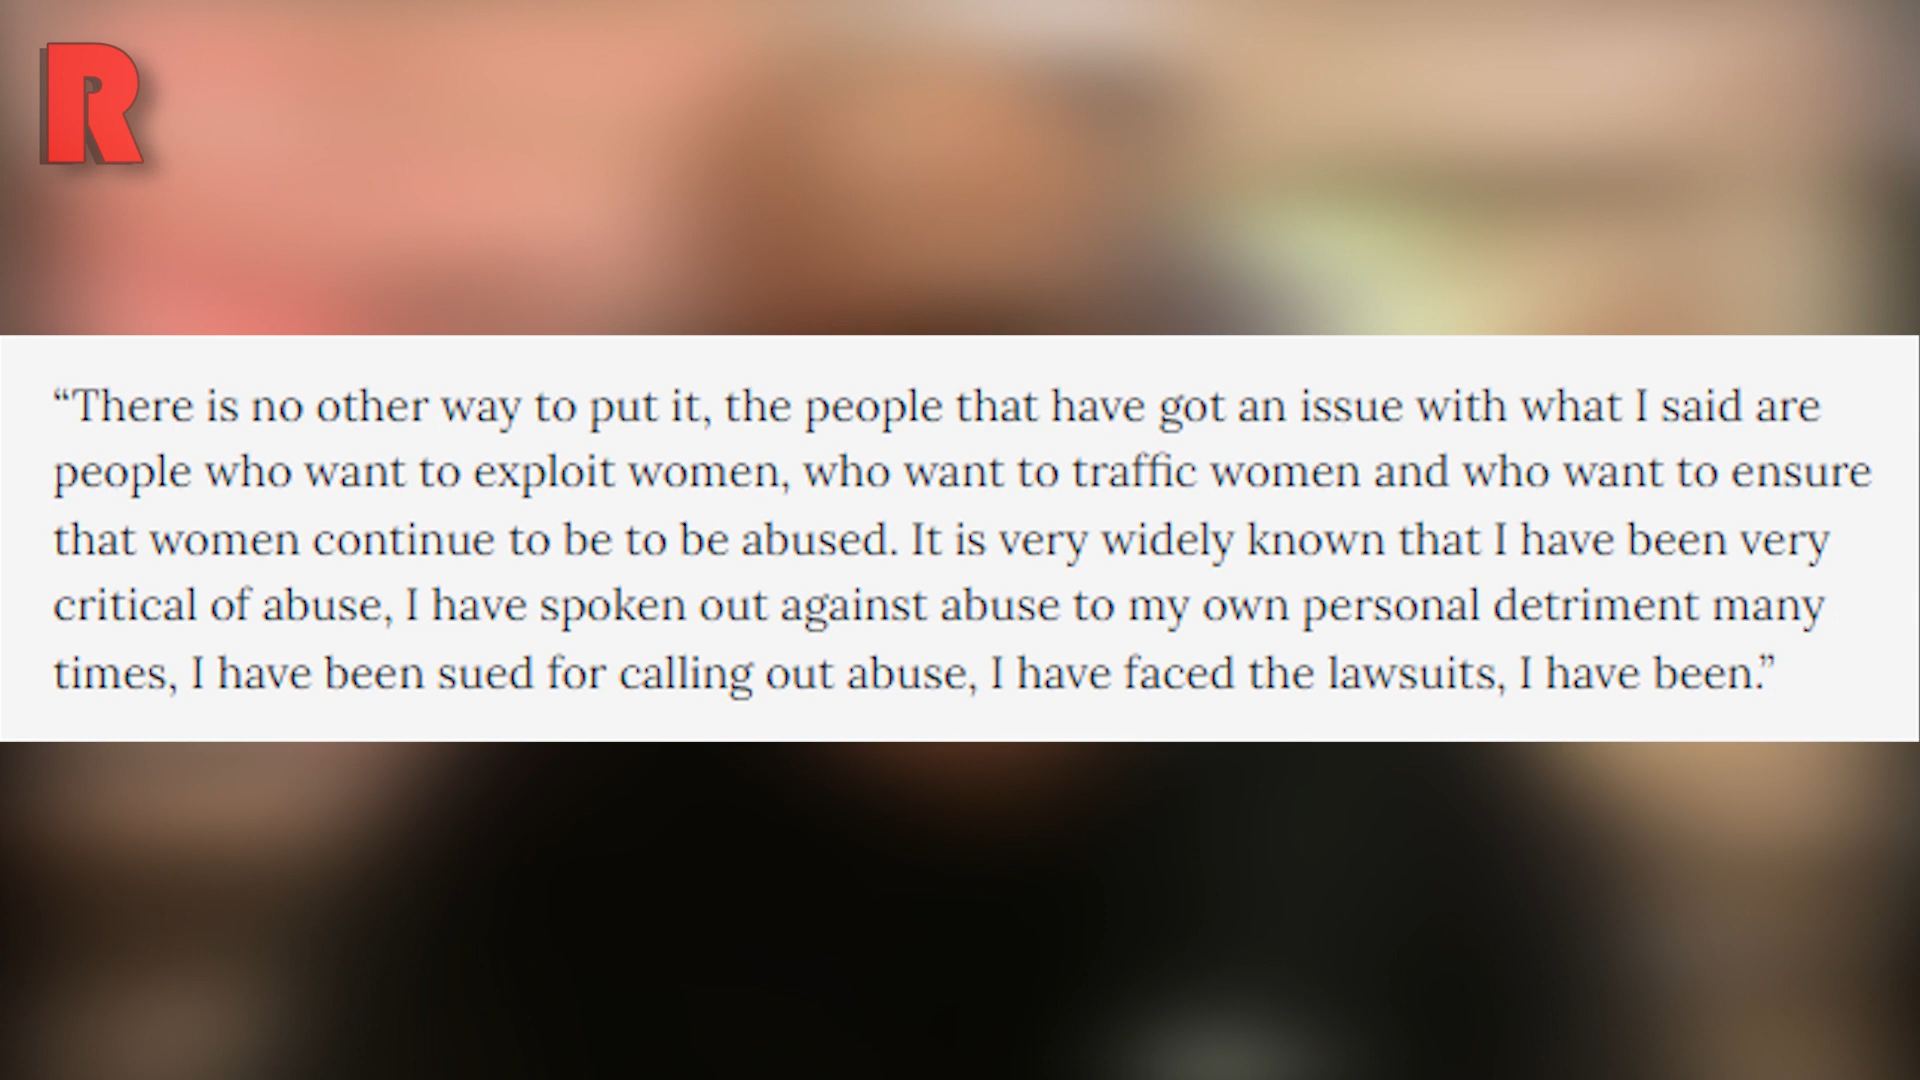 R
“There is no other way to put it, the people that have got an issue with what I said are
people who want to exploit women, who want to traffic women and who want to ensure
that women continue to be to be abused. It is very widely known that I have been very
critical of abuse, I have spoken out against abuse to my own personal detriment many
times, I have been sued for calling out abuse, I have faced the lawsuits, I have been.”